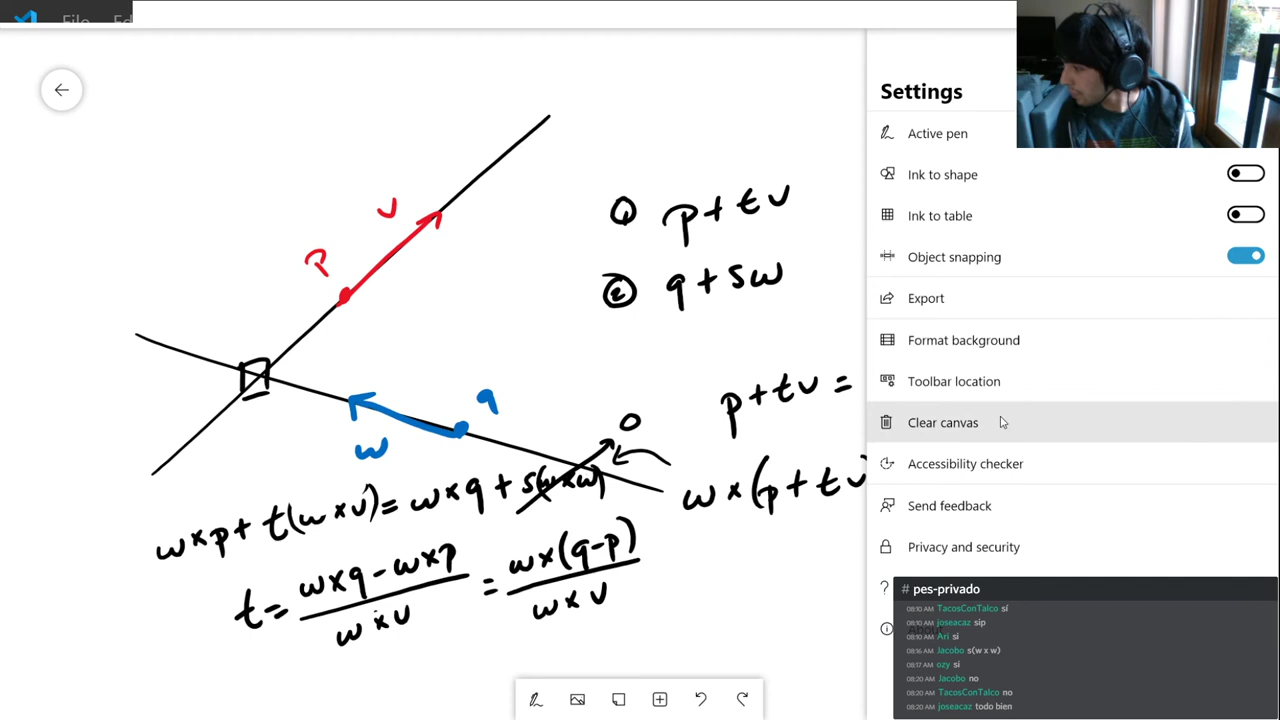 File Ed
Settings
Active pen
Ink to shape
Ink to table
Object snapping
Export
Format background
Toolbar location
Clear canvas
Accessibility checker
Send feedback
Privacy and security
?
v
P
① p+tv
② q+sw
q
w
0
p+tv=
w×(p+tv
w×p+t(w×v)=w×q+s(w×w)
t=(w×q-w×p)/(w×v)=(w×(q-p))/(w×v)
# pes-privado
08:10 AM TacosConTalco sí
08:10 AM joseacaz sip
08:10 AM Ari si
08:16 AM Jacobo s(w x w)
08:17 AM ozy si
08:20 AM Jacobo no
08:20 AM TacosConTalco no
08:20 AM joseacaz todo bien